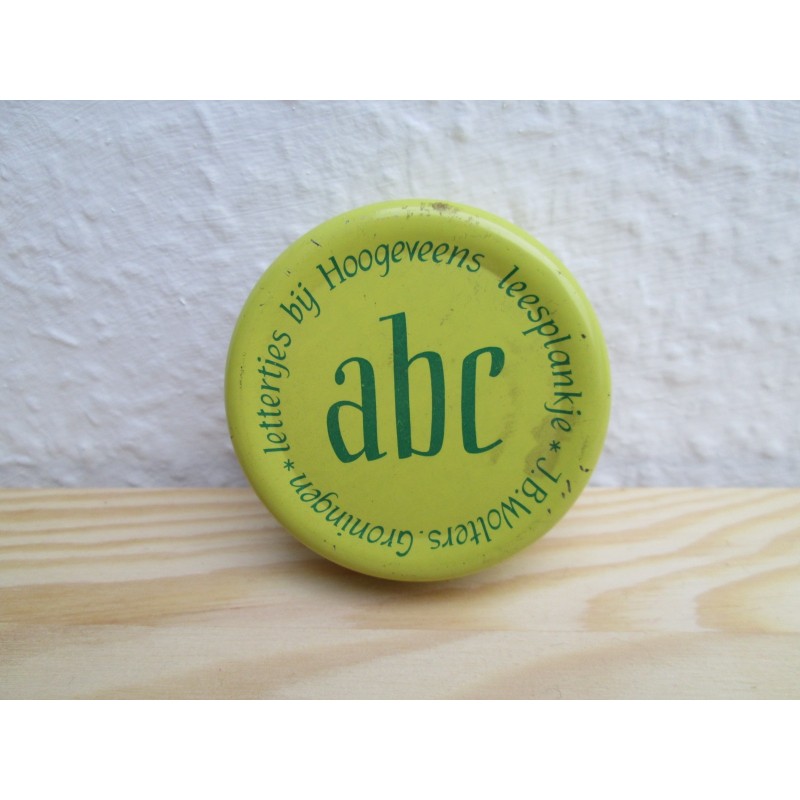 lettertjes bij Hoogeveens leesplankje * J.B. Wolters. Groningen *
abc